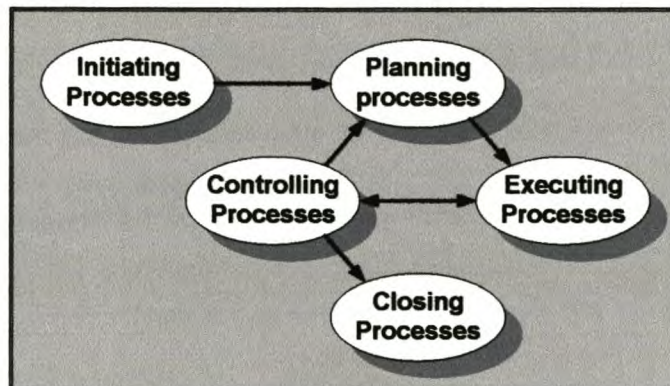 Initiating
Processes
Planning
processes
Controlling
Processes
Executing
Processes
Closing
Processes